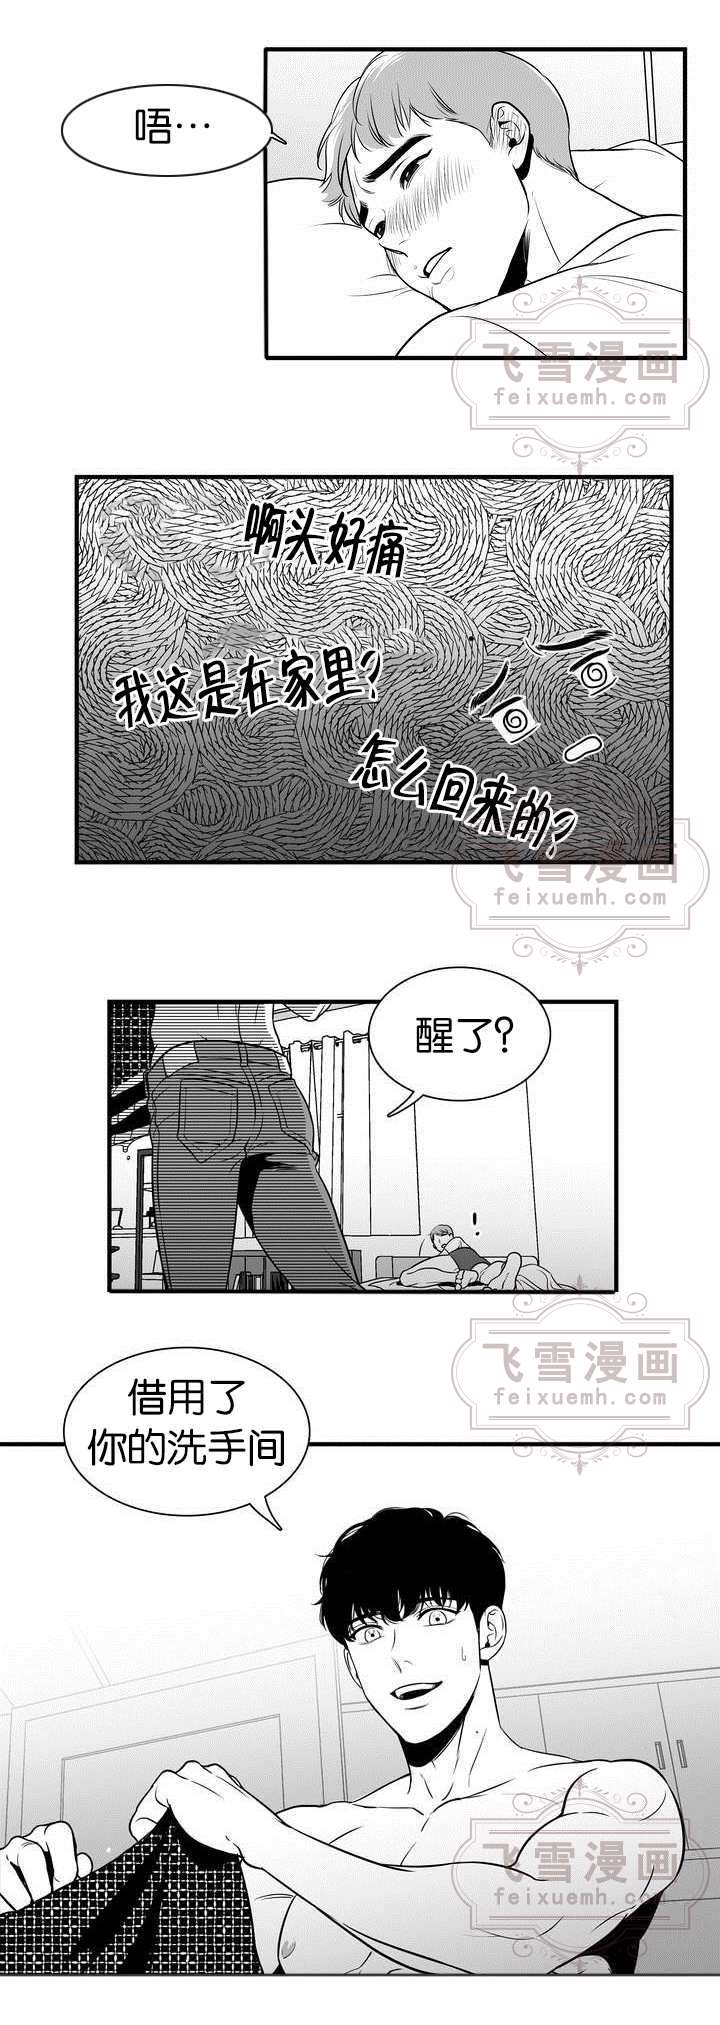 唔…
飞雪漫画
feixuemh.com
啊头好痛
我这是在家里?
怎么回来的?
飞雪漫画
feixuemh.com
醒了?
!
飞雪漫画
feixuemh.com
借用了
你的洗手间
飞雪漫画
feixuemh.com